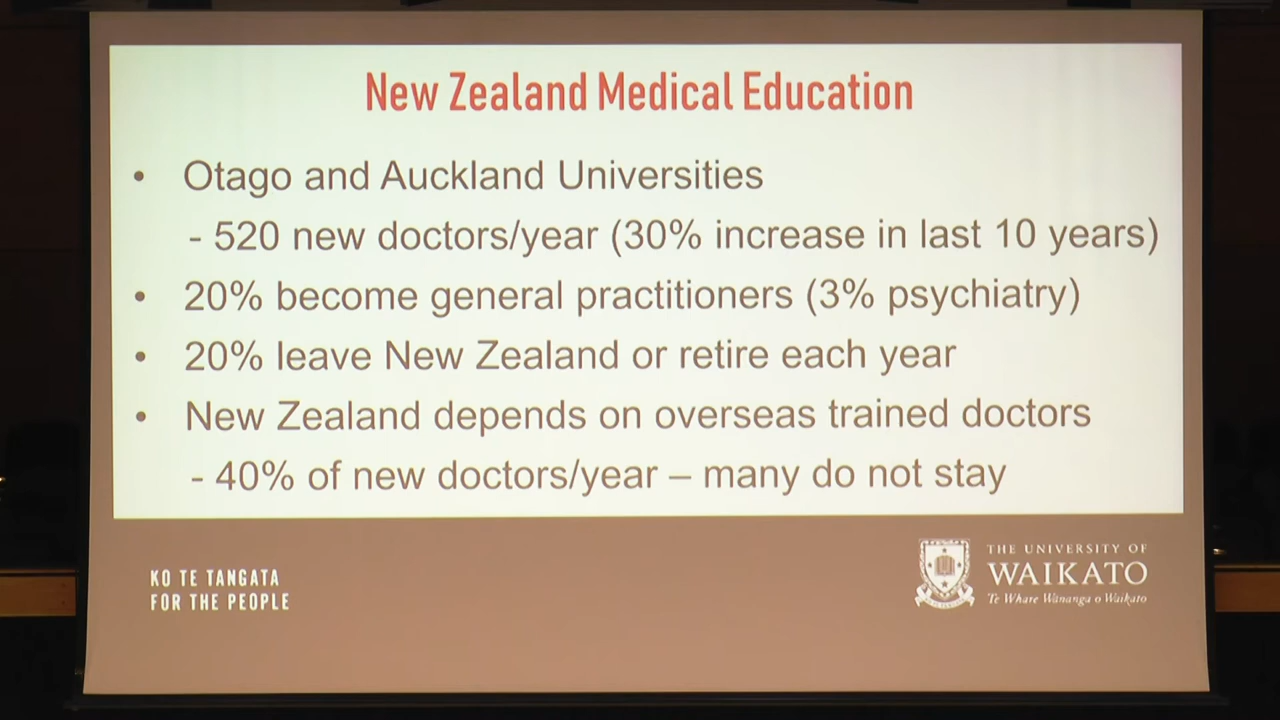 New Zealand Medical Education
• Otago and Auckland Universities
- 520 new doctors/year (30% increase in last 10 years)
• 20% become general practitioners (3% psychiatry)
• 20% leave New Zealand or retire each year
• New Zealand depends on overseas trained doctors
- 40% of new doctors/year – many do not stay
KO TE TANGATA
FOR THE PEOPLE
THE UNIVERSITY OF
WAIKATO
Te Whare Wānanga o Waikato